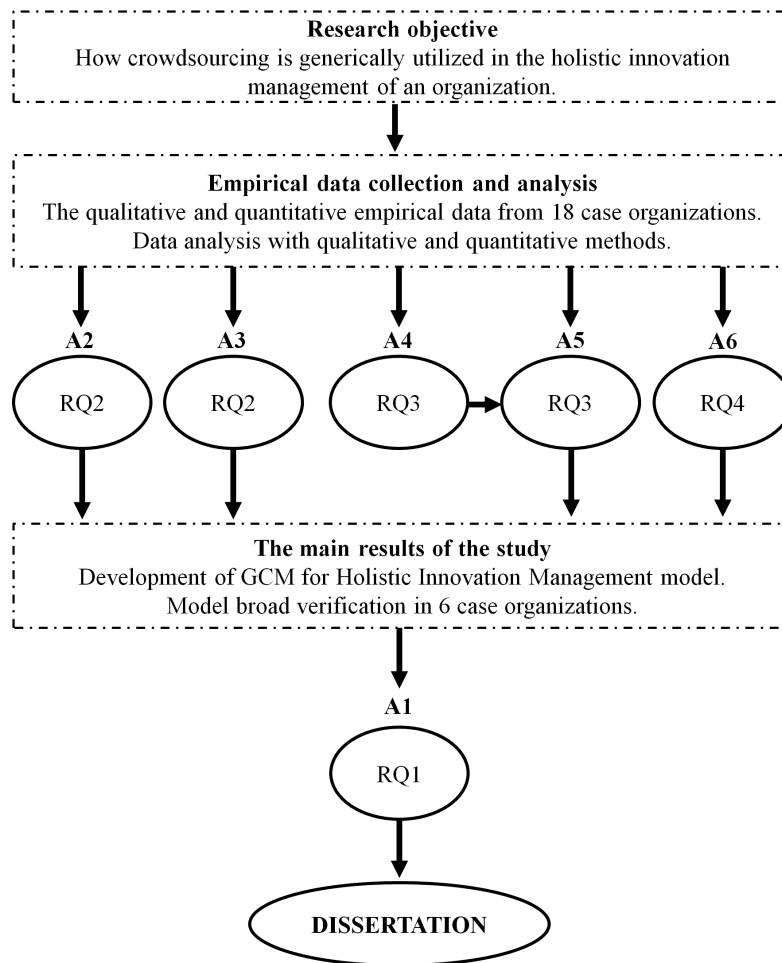 Research objective
How crowdsourcing is generically utilized in the holistic innovation
management of an organization.
Empirical data collection and analysis
The qualitative and quantitative empirical data from 18 case organizations.
Data analysis with qualitative and quantitative methods.
A2 A3 A4 A5 A6
RQ2 RQ2 RQ3 RQ3 RQ4
The main results of the study
Development of GCM for Holistic Innovation Management model.
Model broad verification in 6 case organizations.
A1
RQ1
DISSERTATION